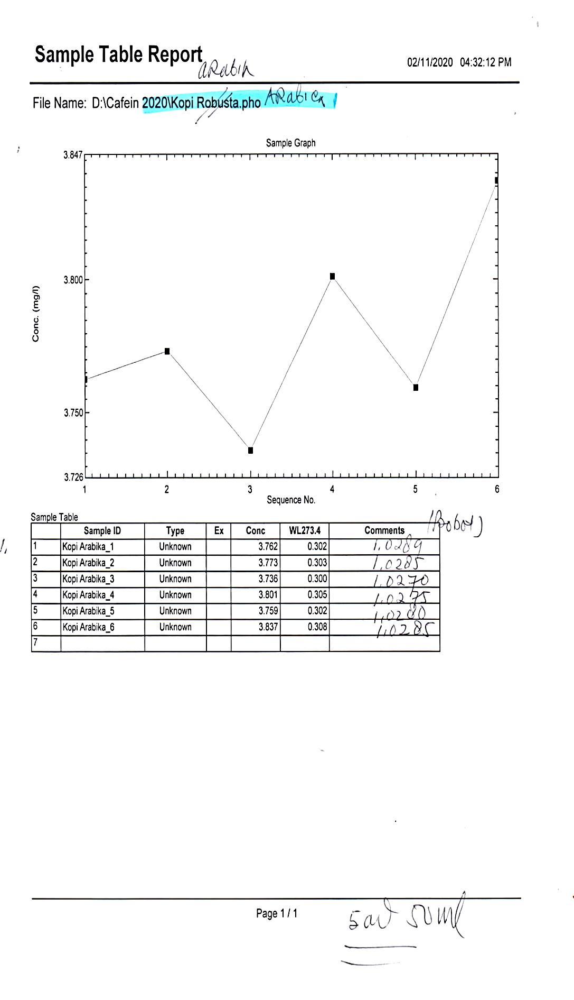 Sample Table Report
ARabik
02/11/2020 04:32:12 PM
File Name: D:\Cafein 2020\Kopi Robusta.pho ARabica
Sample Graph
3.847
3.800
3.750
3.726
Conc. (mg/l)
1 2 3 4 5 6
Sequence No.
Sample Table
(Bobot)
Sample ID Type Ex Conc WL273.4 Comments
1 Kopi Arabika_1 Unknown 3.762 0.302 1.0289
2 Kopi Arabika_2 Unknown 3.773 0.303 1.0285
3 Kopi Arabika_3 Unknown 3.736 0.300 1.0270
4 Kopi Arabika_4 Unknown 3.801 0.305 1.0275
5 Kopi Arabika_5 Unknown 3.759 0.302 1.0280
6 Kopi Arabika_6 Unknown 3.837 0.308 1.0285
7
Page 1 / 1
50 ml